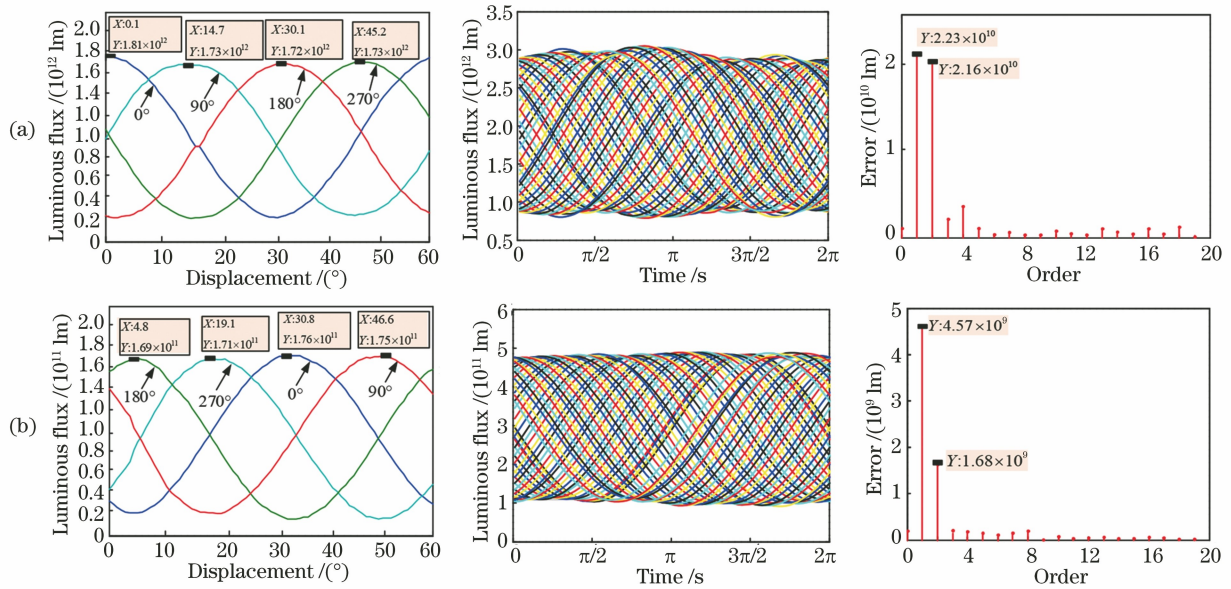 (a)
Luminous flux /(10¹² lm)
2.0
1.8
1.6
1.4
1.2
1.0
0.8
0.6
0.4
0.2
0
X:0.1
Y:1.81×10¹²
X:14.7
Y:1.73×10¹²
X:30.1
Y:1.72×10¹²
X:45.2
Y:1.73×10¹²
0°
90°
180°
270°
0 10 20 30 40 50 60
Displacement /(°)
Luminous flux /(10¹² lm)
3.5
3.0
2.5
2.0
1.5
1.0
0.5
0 π/2 π 3π/2 2π
Time /s
Error /(10¹⁰ lm)
2
1
0
Y:2.23×10¹⁰
Y:2.16×10¹⁰
0 4 8 12 16 20
Order
(b)
Luminous flux /(10¹¹ lm)
2.0
1.8
1.6
1.4
1.2
1.0
0.8
0.6
0.4
0.2
0
X:4.8
Y:1.69×10¹¹
X:19.1
Y:1.71×10¹¹
X:30.8
Y:1.76×10¹¹
X:46.6
Y:1.75×10¹¹
180°
270°
0°
90°
0 10 20 30 40 50 60
Displacement /(°)
Luminous flux /(10¹¹ lm)
6
5
4
3
2
1
0
0 π/2 π 3π/2 2π
Time /s
Error /(10⁹ lm)
5
4
3
2
1
0
Y:4.57×10⁹
Y:1.68×10⁹
0 4 8 12 16 20
Order